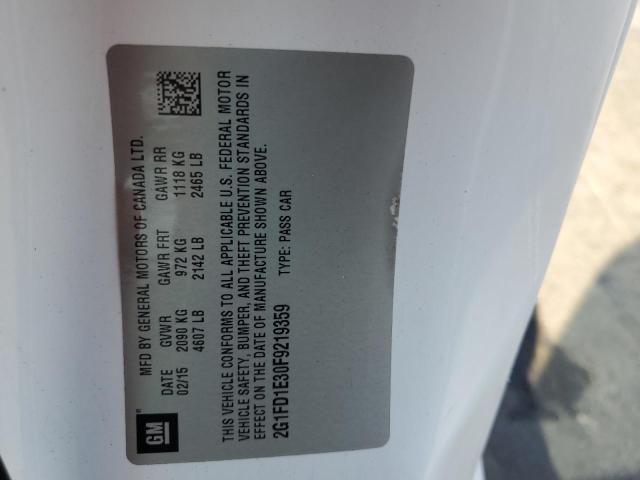 GM
MFD BY GENERAL MOTORS OF CANADA LTD.
DATE GVWR GAWR FRT GAWR RR
02/15 2090 KG 972 KG 1118 KG
4607 LB 2142 LB 2465 LB
THIS VEHICLE CONFORMS TO ALL APPLICABLE U.S. FEDERAL MOTOR
VEHICLE SAFETY, BUMPER, AND THEFT PREVENTION STANDARDS IN
EFFECT ON THE DATE OF MANUFACTURE SHOWN ABOVE.
2G1FD1E30F9219359 TYPE: PASS CAR